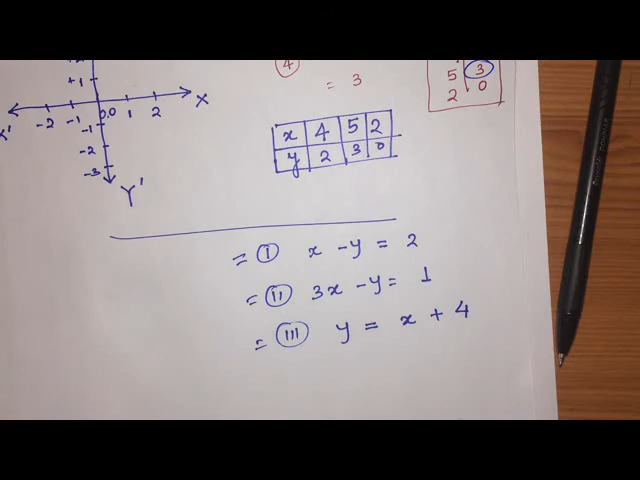 +1
X' -2 -1 0,0 1 2 X
-1
-2
-3
Y'
4
= 3
5 3
2 0
x 4 5 2
y 2 3 0
= (i) x - y = 2
= (ii) 3x - y = 1
= (iii) y = x + 4